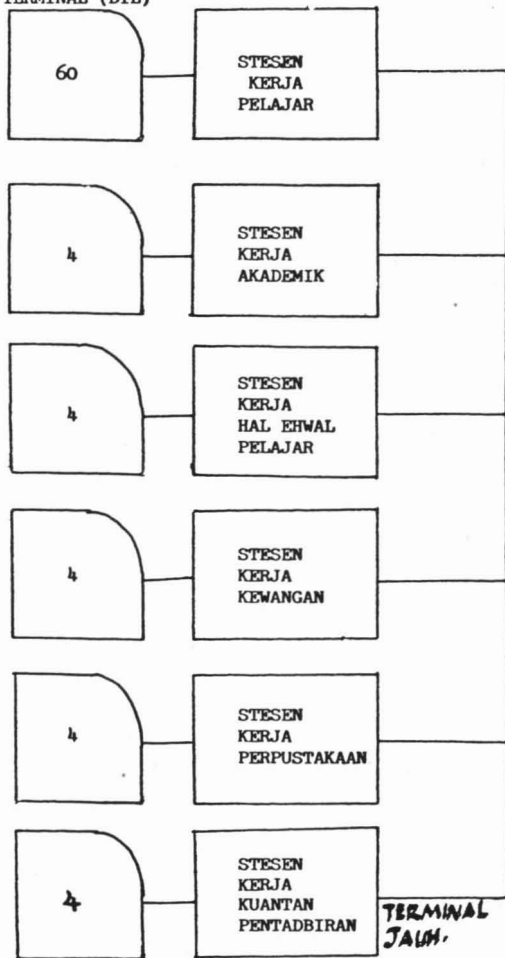 TERMINAL
60
STESEN
KERJA
PELAJAR
4
STESEN
KERJA
AKADEMIK
4
STESEN
KERJA
HAL EHWAL
PELAJAR
4
STESEN
KERJA
KEWANGAN
4
STESEN
KERJA
PERPUSTAKAAN
4
STESEN
KERJA
KUANTAN
PENTADBIRAN
TERMINAL
JAUH.